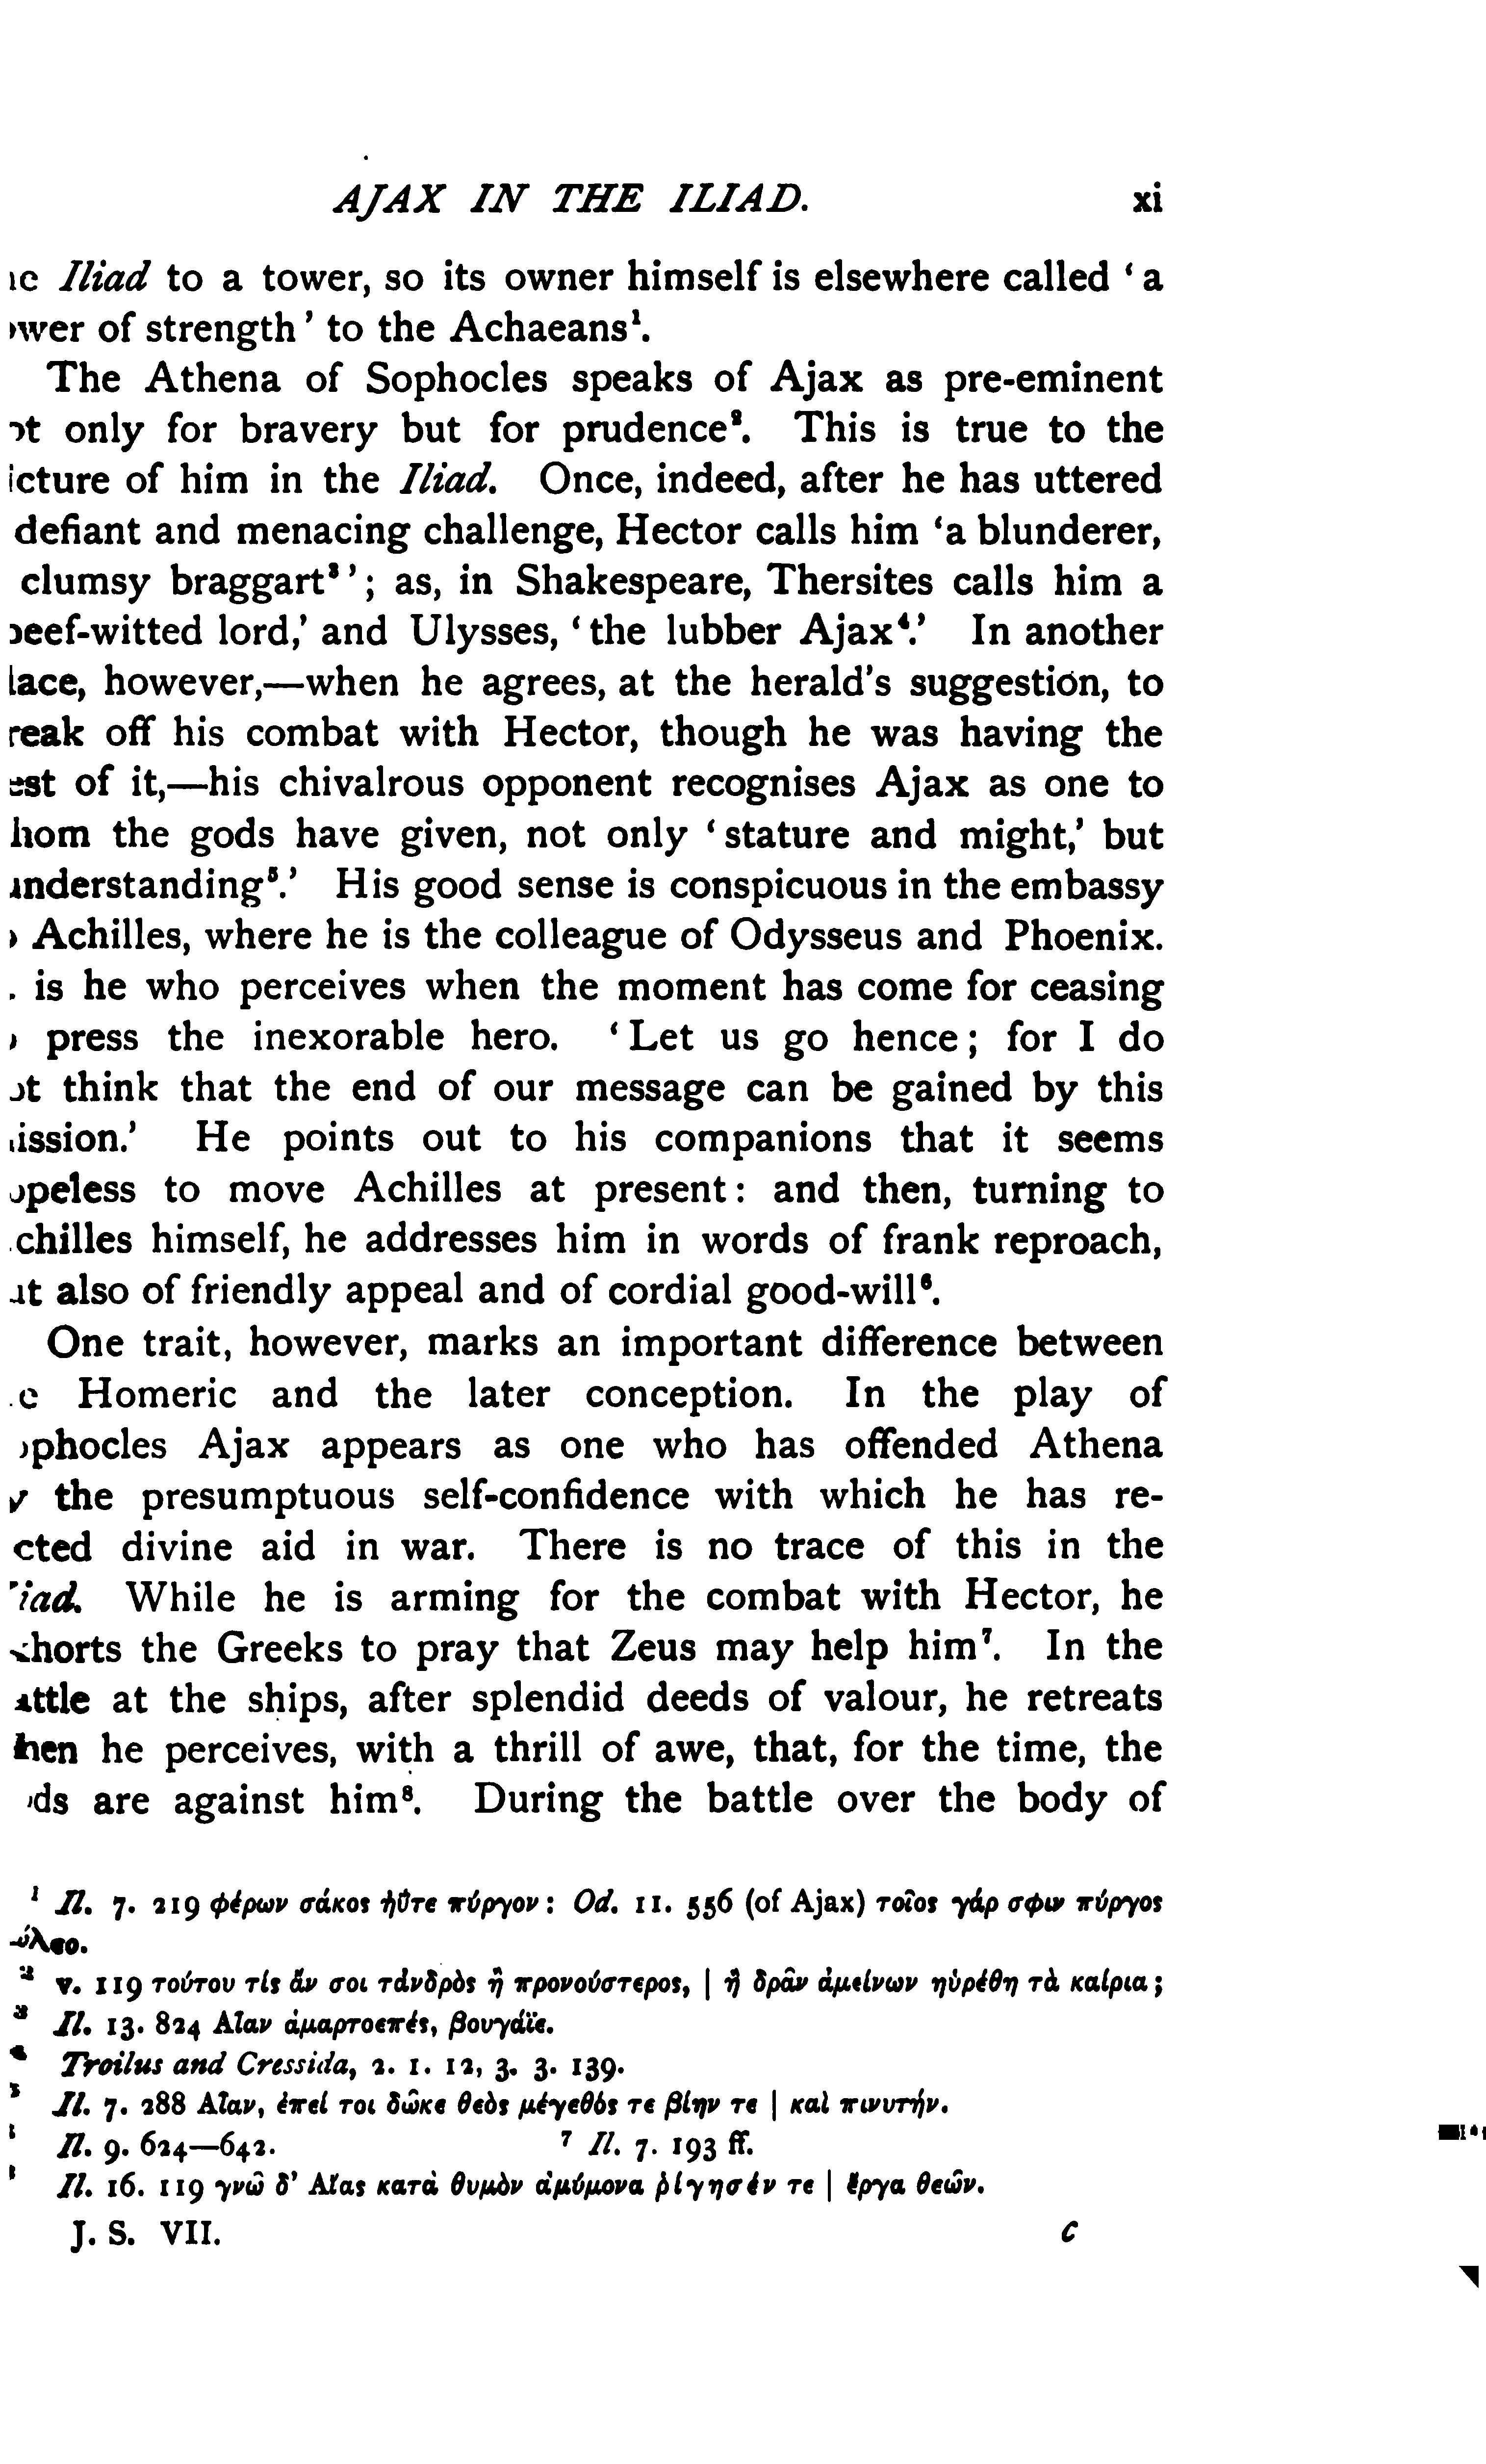 AJAX IN THE ILIAD. xi
Iliad to a tower, so its owner himself is elsewhere called ‘a
of strength’ to the Achaeans¹.
The Athena of Sophocles speaks of Ajax as pre-eminent
only for bravery but for prudence². This is true to the
icture of him in the Iliad. Once, indeed, after he has uttered
defiant and menacing challenge, Hector calls him ‘a blunderer,
clumsy braggart³’; as, in Shakespeare, Thersites calls him a
eef-witted lord,’ and Ulysses, ‘the lubber Ajax⁴.’ In another
lace, however,—when he agrees, at the herald's suggestion, to
reak off his combat with Hector, though he was having the
est of it,—his chivalrous opponent recognises Ajax as one to
hom the gods have given, not only ‘stature and might,’ but
understanding⁵.’ His good sense is conspicuous in the embassy
Achilles, where he is the colleague of Odysseus and Phoenix.
is he who perceives when the moment has come for ceasing
press the inexorable hero. ‘Let us go hence; for I do
ot think that the end of our message can be gained by this
ission.’ He points out to his companions that it seems
opeless to move Achilles at present: and then, turning to
chilles himself, he addresses him in words of frank reproach,
ut also of friendly appeal and of cordial good-will⁶.
One trait, however, marks an important difference between
e Homeric and the later conception. In the play of
ophocles Ajax appears as one who has offended Athena
y the presumptuous self-confidence with which he has re-
cted divine aid in war. There is no trace of this in the
iad. While he is arming for the combat with Hector, he
horts the Greeks to pray that Zeus may help him⁷. In the
attle at the ships, after splendid deeds of valour, he retreats
hen he perceives, with a thrill of awe, that, for the time, the
ds are against him⁸. During the battle over the body of
¹ Il. 7. 219 φέρων σάκος ἠΰτε πύργον: Od. 11. 556 (of Ajax) τοῖος γάρ σφιν πύργος
ύλεο.
² v. 119 τούτου τίς ἄν σοι τἀνδρὸς ἢ προνούστερος, | ἢ δρᾶν ἀμείνων ηὑρέθη τὰ καίρια;
³ Il. 13. 824 Αἶαν ἁμαρτοεπές, βουγάϊε.
⁴ Troilus and Cressida, 2. 1. 12, 3. 3. 139.
⁵ Il. 7. 288 Αἶαν, ἐπεί τοι δῶκε θεὸς μέγεθός τε βίην τε | καὶ πινυτήν.
Il. 9. 624—642. ⁷ Il. 7. 193 ff.
Il. 16. 119 γνῶ δ’ Αἴας κατὰ θυμὸν ἀμύμονα ῥίγησέν τε | ἔργα θεῶν.
J. S. VII. c